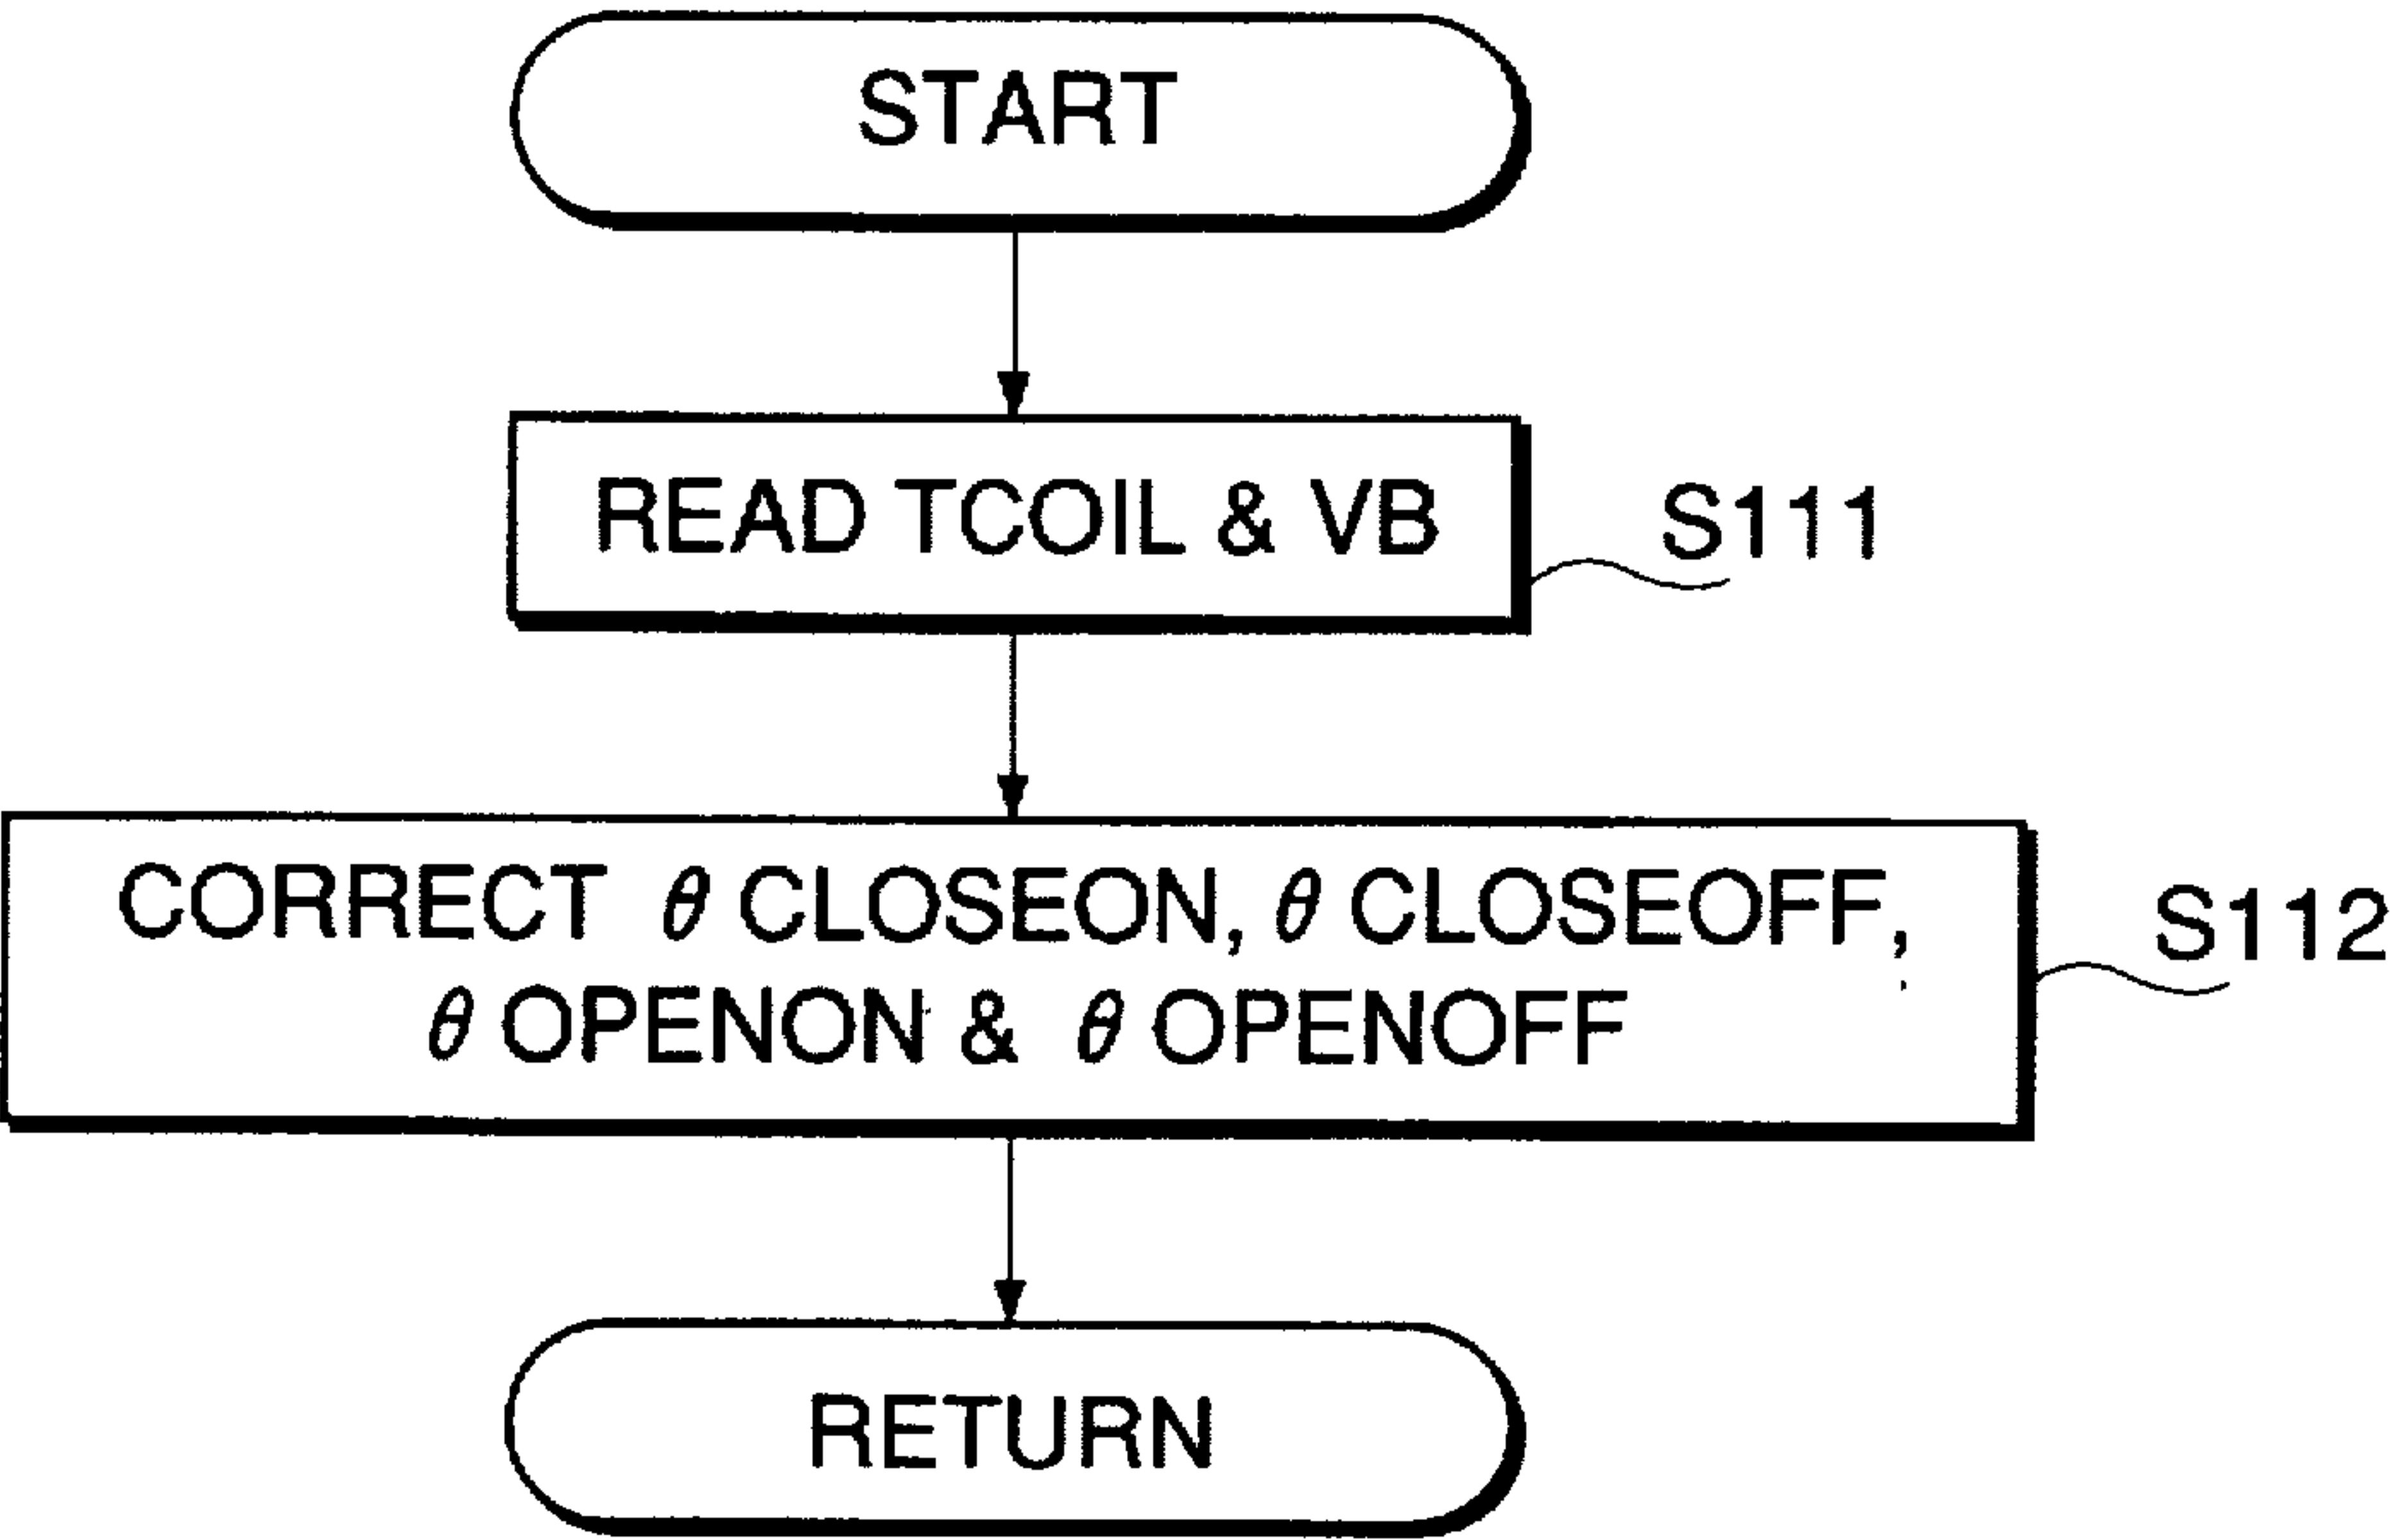 START
READ TCOIL & VB
S111
CORRECT θ CLOSEON, θ CLOSEOFF,
θ OPENON & θ OPENOFF
S112
RETURN